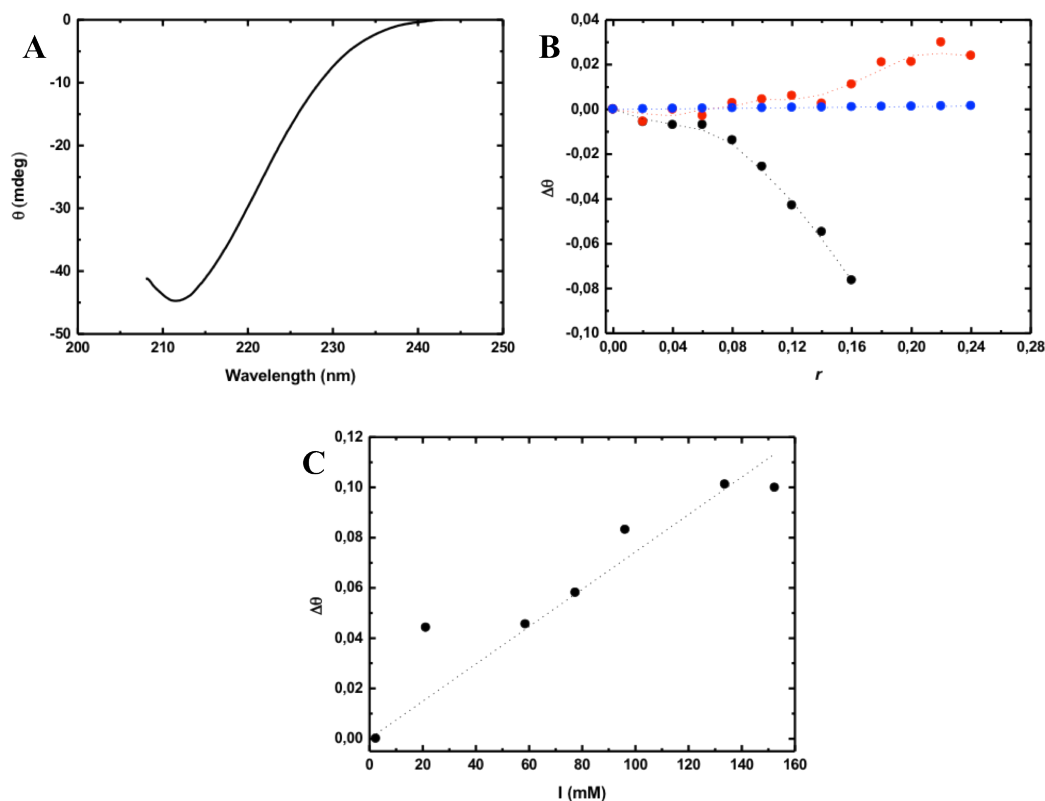 A
0
-10
-20
-30
-40
-50
θ (mdeg)
200 210 220 230 240 250
Wavelength (nm)
B
0,04
0,02
0,00
-0,02
-0,04
-0,06
-0,08
-0,10
Δθ
0,00 0,04 0,08 0,12 0,16 0,20 0,24 0,28
r
C
0,12
0,10
0,08
0,06
0,04
0,02
0,00
Δθ
0 20 40 60 80 100 120 140 160
I (mM)